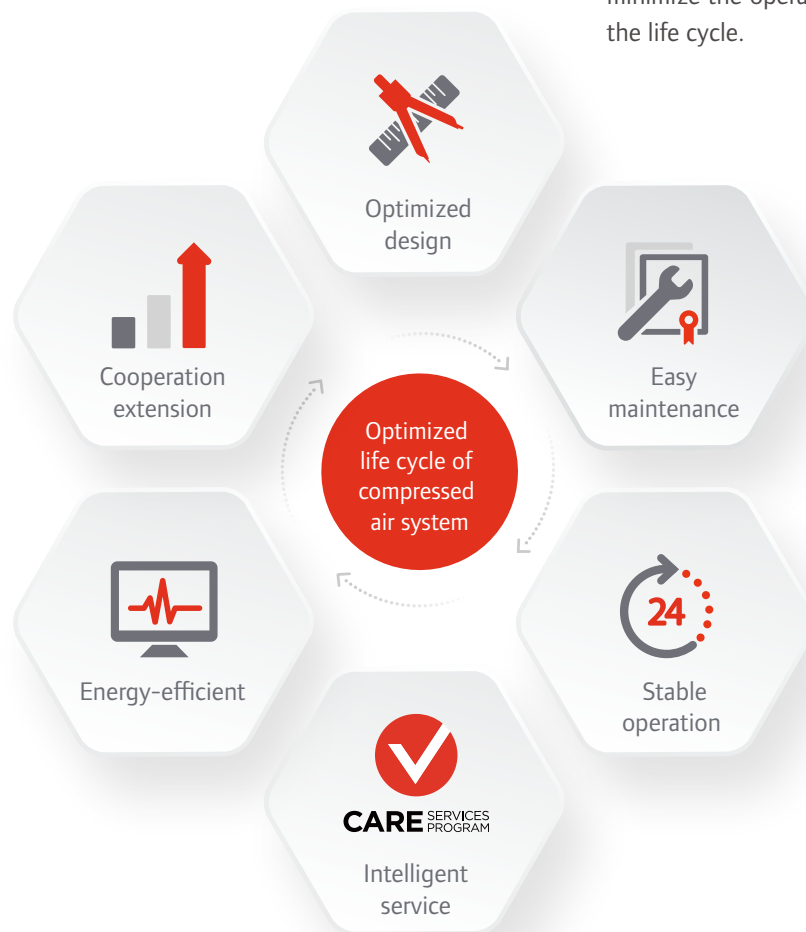 the life cycle.
Optimized
design
Cooperation
extension
Easy
maintenance
Optimized
life cycle of
compressed
air system
Energy-efficient
24
Stable
operation
CARE SERVICES
PROGRAM
Intelligent
service